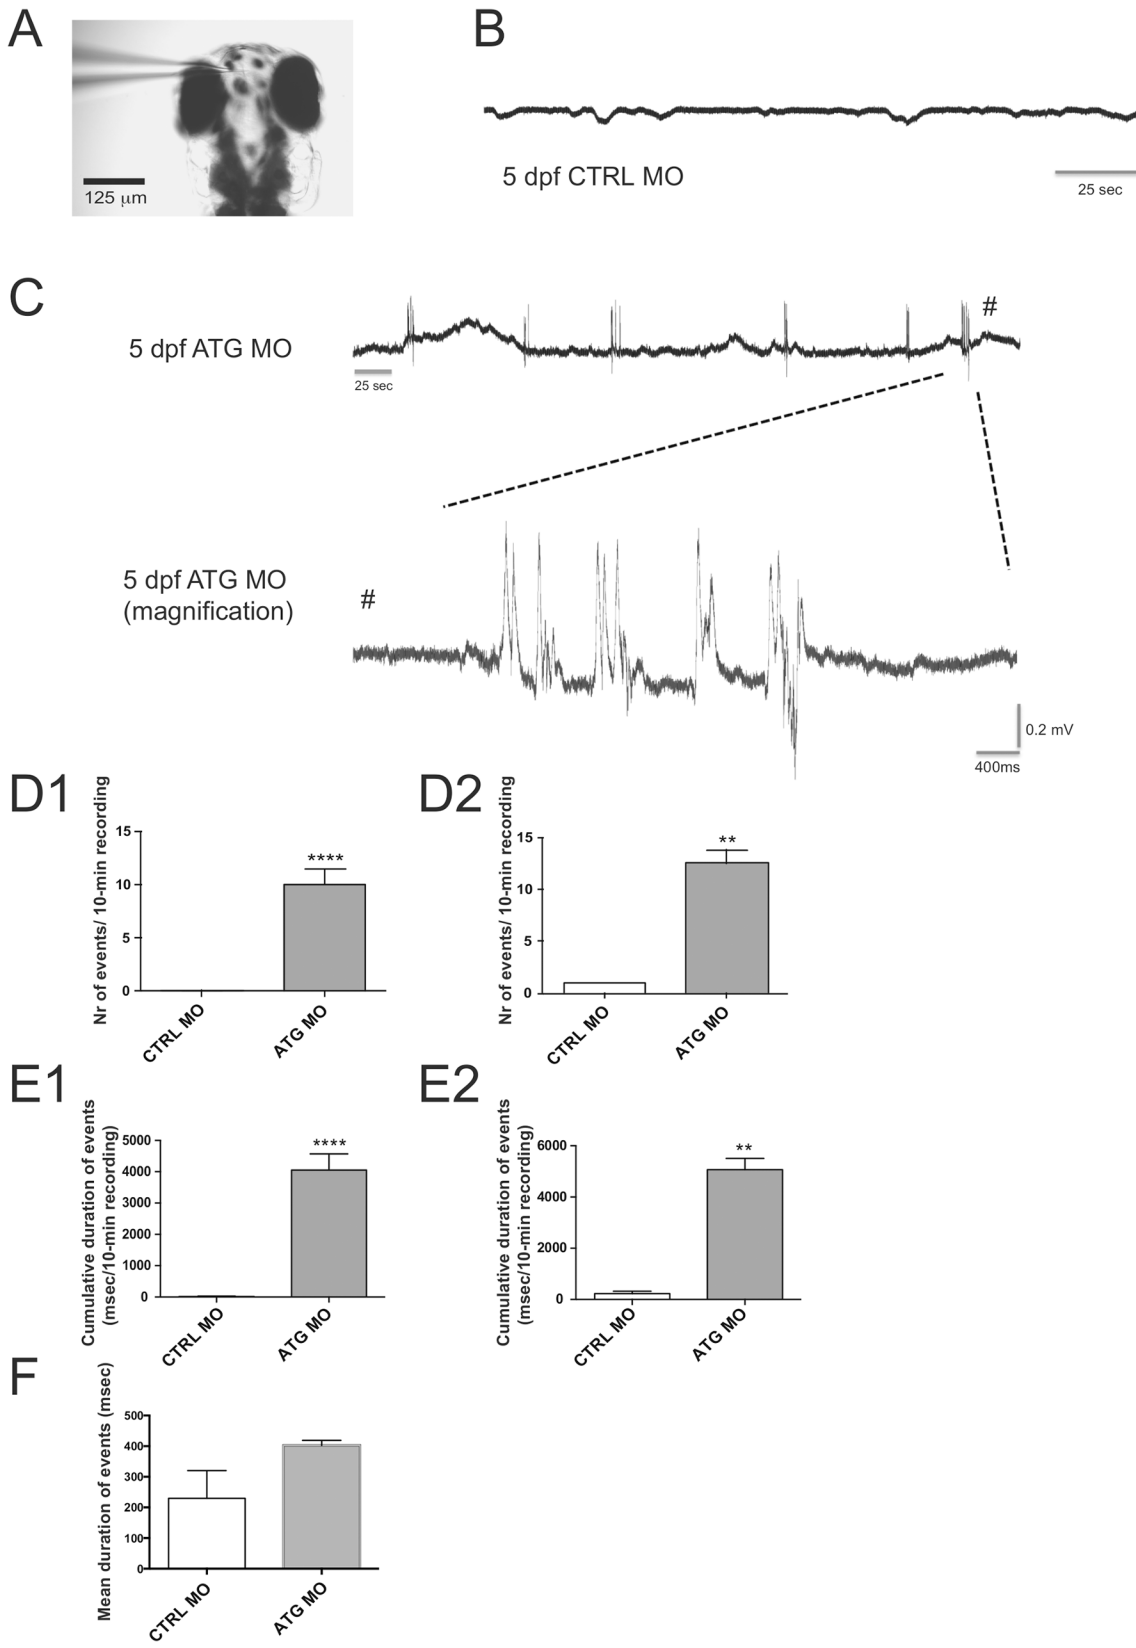 A
B
125 μm
5 dpf CTRL MO
25 sec
C
#
5 dpf ATG MO
25 sec
5 dpf ATG MO
(magnification)
#
0.2 mV
400ms
D1
Nr of events/ 10-min recording
15
10
5
0
****
CTRL MO
ATG MO
D2
Nr of events/ 10-min recording
15
10
5
0
**
CTRL MO
ATG MO
E1
Cumulative duration of events
(msec/10-min recording)
5000
4000
3000
2000
1000
0
****
CTRL MO
ATG MO
E2
Cumulative duration of events
(msec/10-min recording)
6000
4000
2000
0
**
CTRL MO
ATG MO
F
Mean duration of events (msec)
500
400
300
200
100
0
CTRL MO
ATG MO